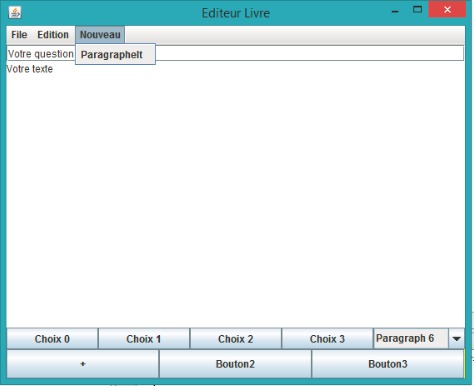 Editeur Livre
File Edition Nouveau
Votre question Paragraphelt
Votre texte
Choix 0 Choix 1 Choix 2 Choix 3 Paragraph 6
+ Bouton2 Bouton3